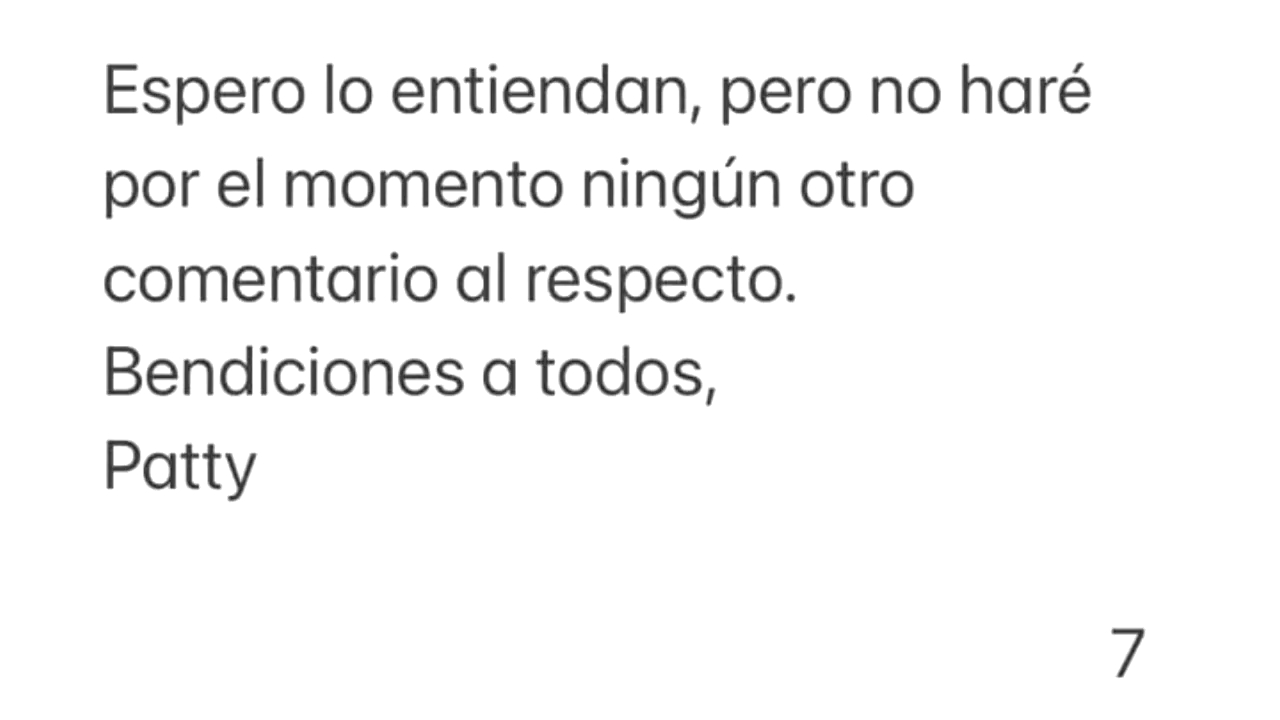 Espero lo entiendan, pero no haré
por el momento ningún otro
comentario al respecto.
Bendiciones a todos,
Patty
7